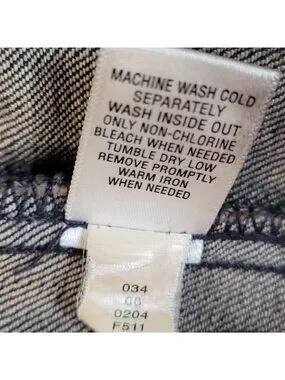 MACHINE WASH COLD
SEPARATELY
WASH INSIDE OUT
ONLY NON-CHLORINE
BLEACH WHEN NEEDED
TUMBLE DRY LOW
REMOVE PROMPTLY
WARM IRON
WHEN NEEDED
034
06
0204
F511